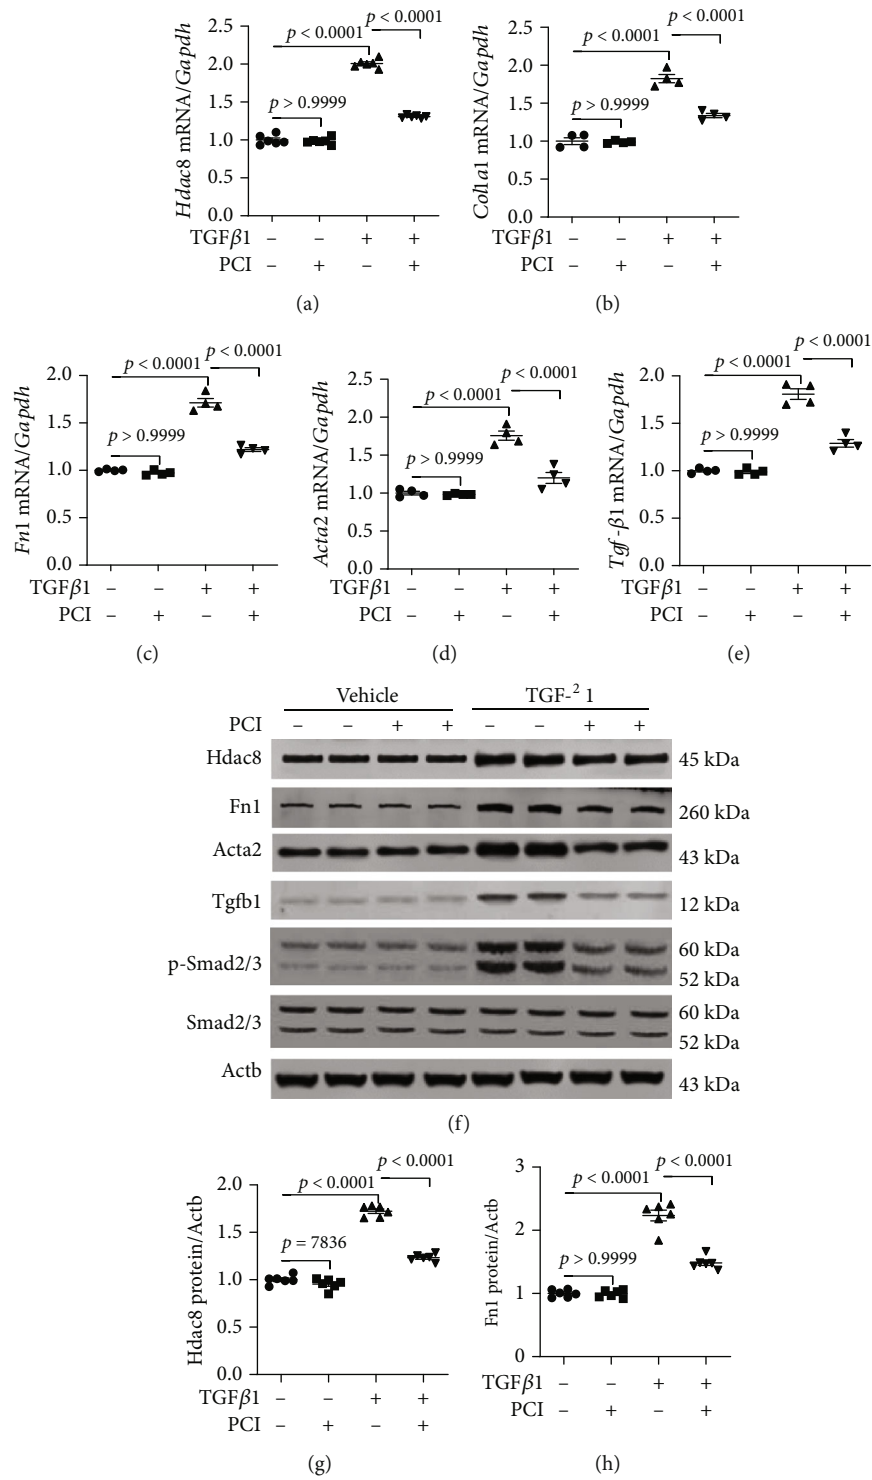 Hdac8 mRNA/Gapdh
2.5
2.0
1.5
1.0
0.5
0.0
p < 0.0001
p < 0.0001
p > 0.9999
TGFβ1 – – + +
PCI – + – +
(a)
Col1a1 mRNA/Gapdh
2.5
2.0
1.5
1.0
0.5
0.0
p < 0.0001
p < 0.0001
p > 0.9999
TGFβ1 – – + +
PCI – + – +
(b)
Fn1 mRNA/Gapdh
2.0
1.5
1.0
0.5
0.0
p < 0.0001
p < 0.0001
p > 0.9999
TGFβ1 – – + +
PCI – + – +
(c)
Acta2 mRNA/Gapdh
2.5
2.0
1.5
1.0
0.5
0.0
p < 0.0001
p < 0.0001
p > 0.9999
TGFβ1 – – + +
PCI – + – +
(d)
Tgf-β1 mRNA/Gapdh
2.0
1.5
1.0
0.5
0.0
p < 0.0001
p < 0.0001
p > 0.9999
TGFβ1 – – + +
PCI – + – +
(e)
Vehicle TGF-² 1
PCI – – + + – – + +
Hdac8 45 kDa
Fn1 260 kDa
Acta2 43 kDa
Tgfb1 12 kDa
p-Smad2/3 60 kDa
52 kDa
Smad2/3 60 kDa
52 kDa
Actb 43 kDa
(f)
Hdac8 protein/Actb
2.0
1.5
1.0
0.5
0.0
p < 0.0001
p < 0.0001
p = 7836
TGFβ1 – – + +
PCI – + – +
(g)
Fn1 protein/Actb
3
2
1
0
p < 0.0001
p < 0.0001
p > 0.9999
TGFβ1 – – + +
PCI – + – +
(h)